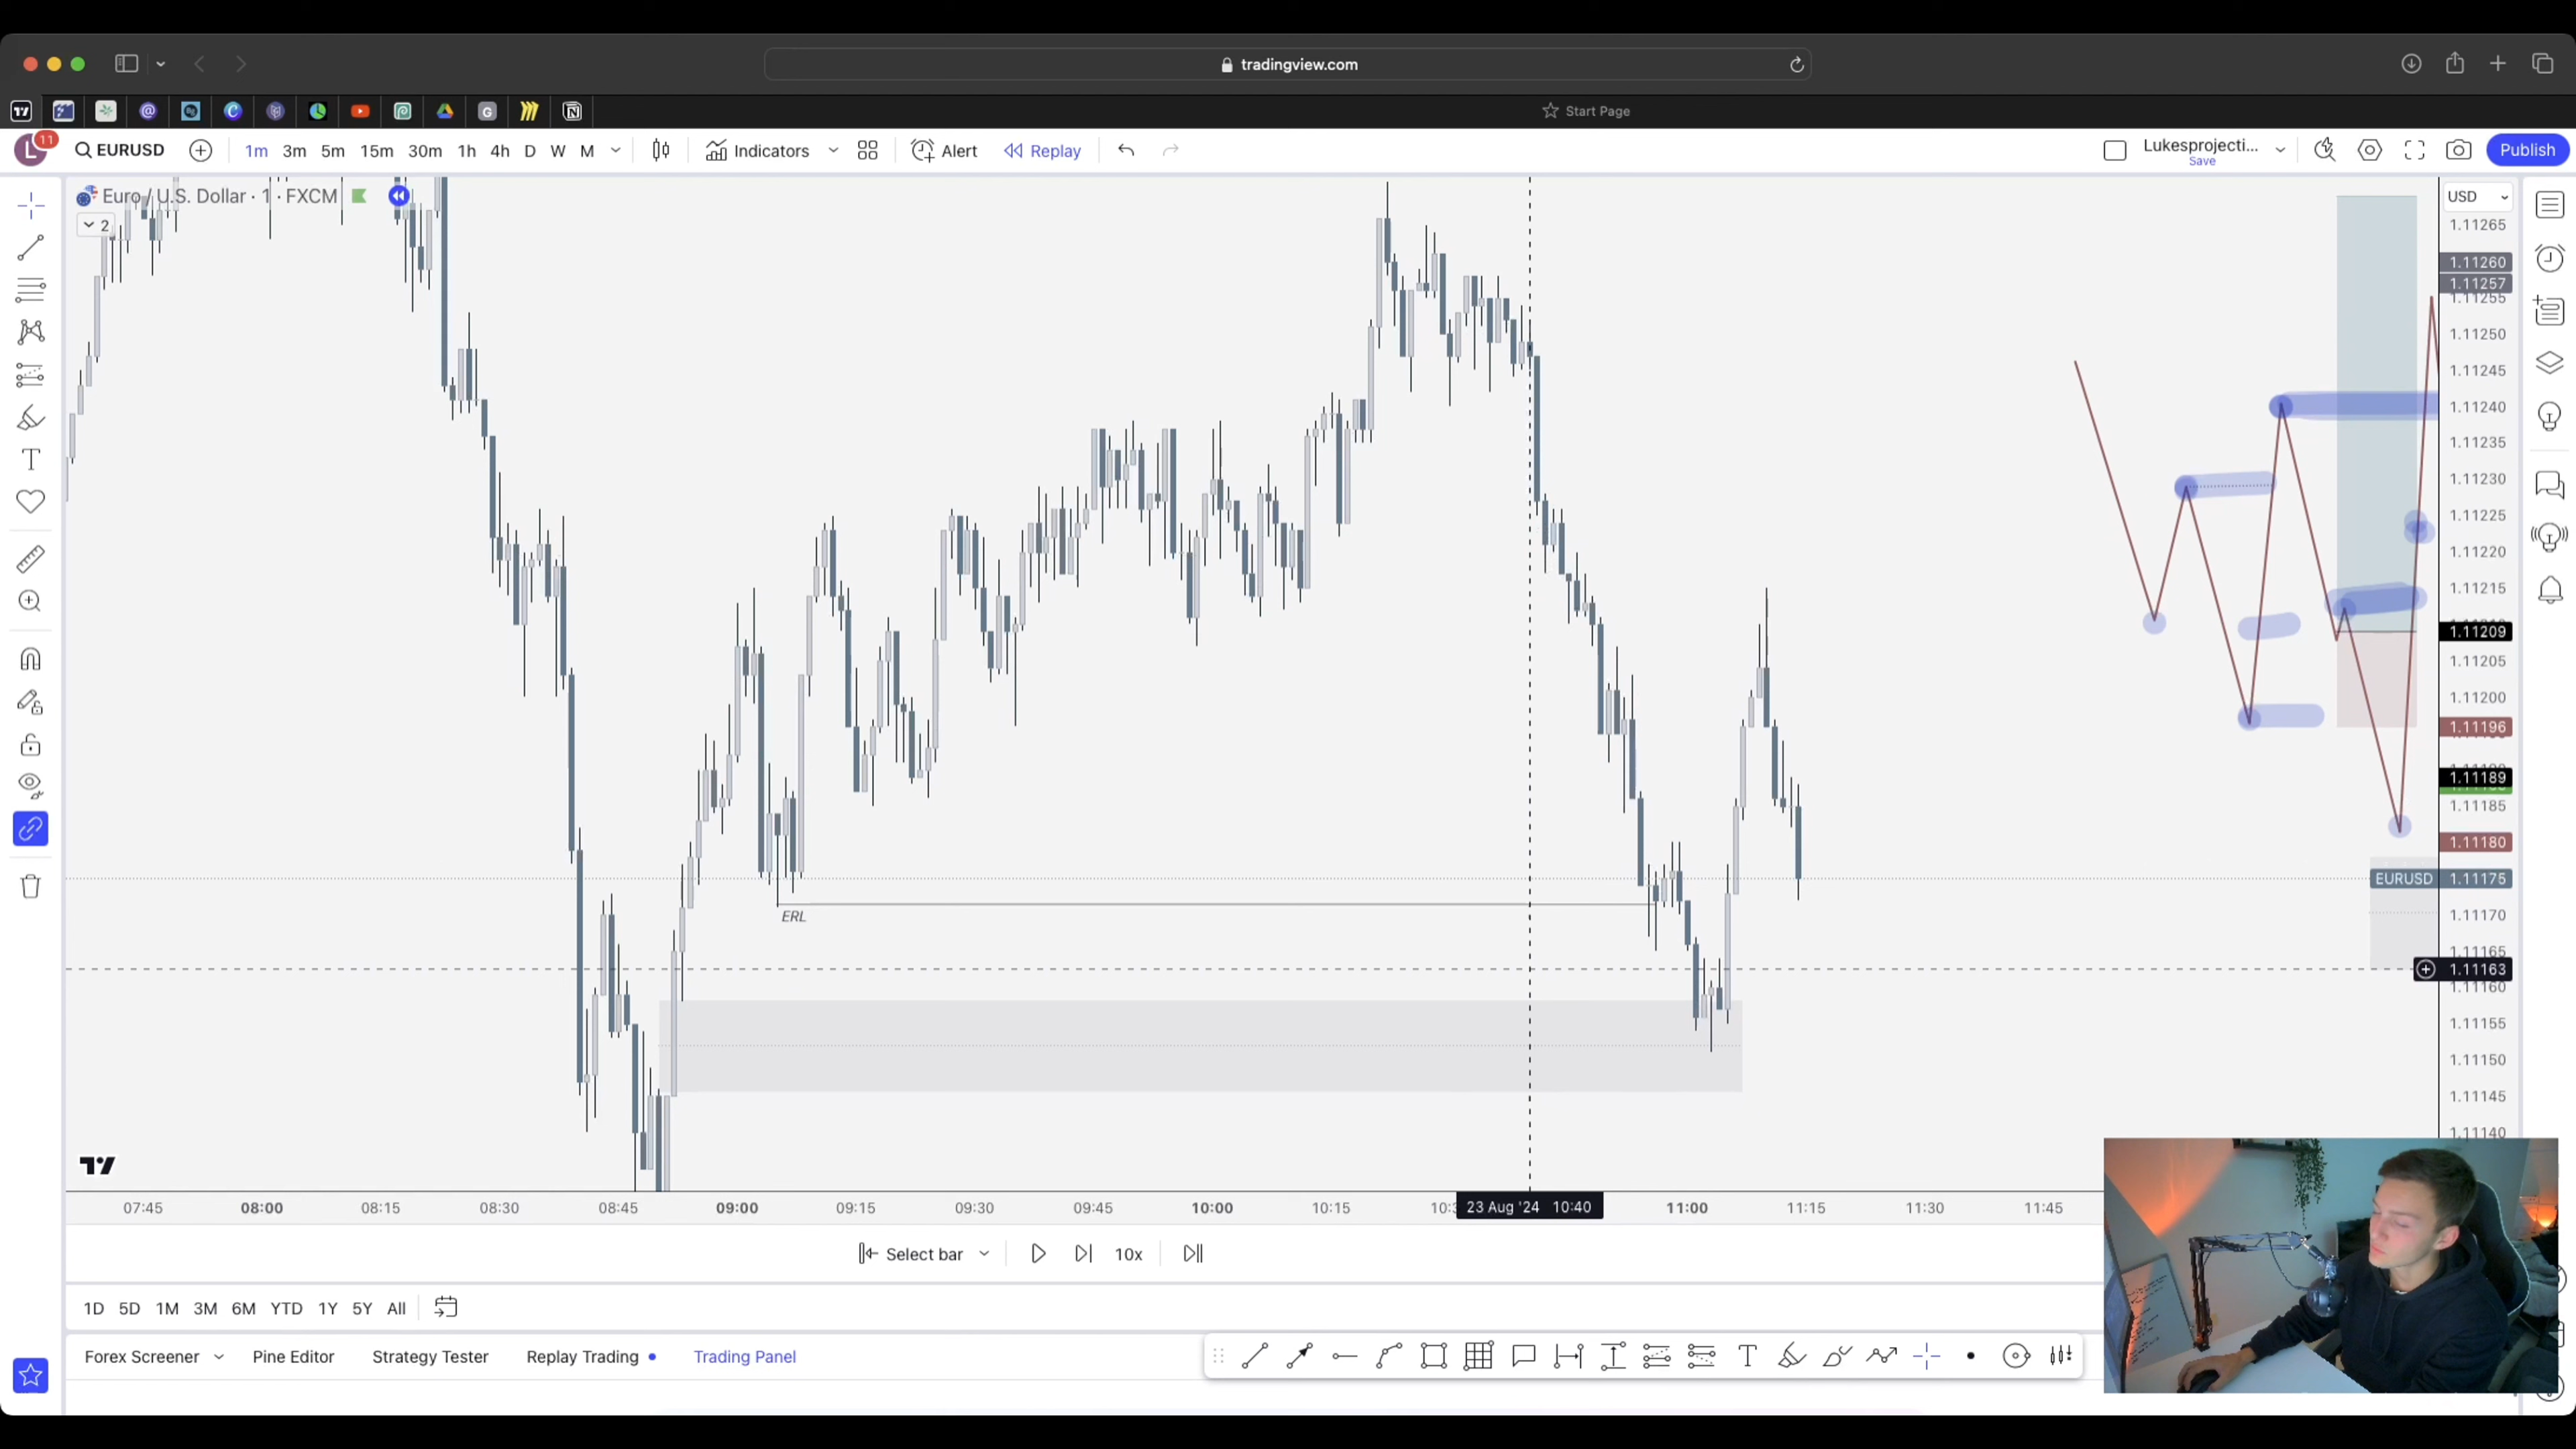 tradingview.com
Start Page
L 11 EURUSD 1m 3m 5m 15m 30m 1h 4h D W M Indicators Alert Replay Lukesprojecti... Publish
Save
Euro / U.S. Dollar · 1 · FXCM
2
USD
1.11265
1.11260
1.11257
1.11255
1.11250
1.11245
1.11240
1.11235
1.11230
1.11225
1.11220
1.11215
1.11209
1.11205
1.11200
1.11196
1.11189
1.11185
1.11180
EURUSD 1.11175
ERL
1.11170
1.11165
1.11163
1.11160
1.11155
1.11150
1.11145
1.11140
07:45 08:00 08:15 08:30 08:45 09:00 09:15 09:30 09:45 10:00 10:15 23 Aug '24 10:40 11:00 11:15 11:30 11:45
Select bar 10x
1D 5D 1M 3M 6M YTD 1Y 5Y All
Forex Screener Pine Editor Strategy Tester Replay Trading Trading Panel